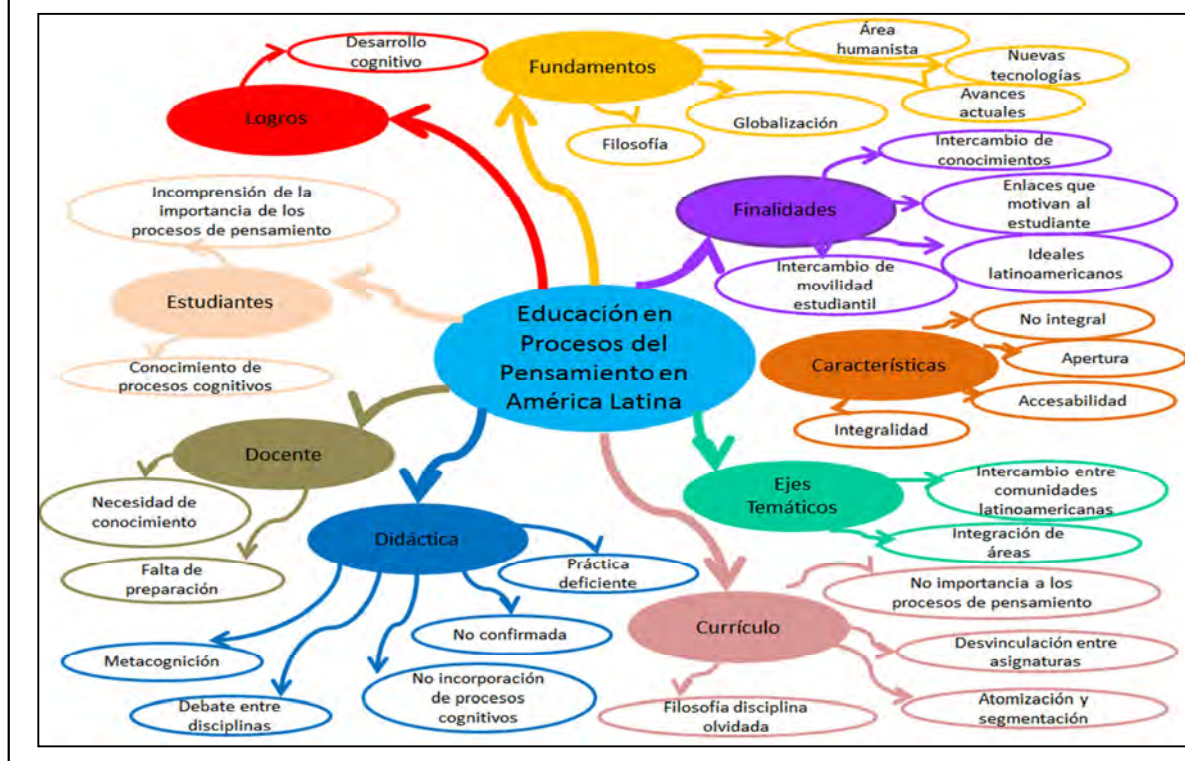 Educación en
Procesos del
Pensamiento en
América Latina
Logros
Desarrollo
cognitivo
Fundamentos
Área
humanista
Nuevas
tecnologías
Avances
actuales
Globalización
Filosofía
Finalidades
Intercambio de
conocimientos
Enlaces que
motivan al
estudiante
Ideales
latinoamericanos
Intercambio de
movilidad
estudiantil
Características
No integral
Apertura
Accesabilidad
Integralidad
Ejes
Temáticos
Intercambio entre
comunidades
latinoamericanas
Integración de
áreas
Currículo
No importancia a los
procesos de pensamiento
Desvinculación entre
asignaturas
Atomización y
segmentación
Filosofía disciplina
olvidada
Didáctica
Práctica
deficiente
No confirmada
No incorporación
de procesos
cognitivos
Debate entre
disciplinas
Metacognición
Docente
Necesidad de
conocimiento
Falta de
preparación
Estudiantes
Incomprensión de la
importancia de los
procesos de pensamiento
Conocimiento de
procesos cognitivos